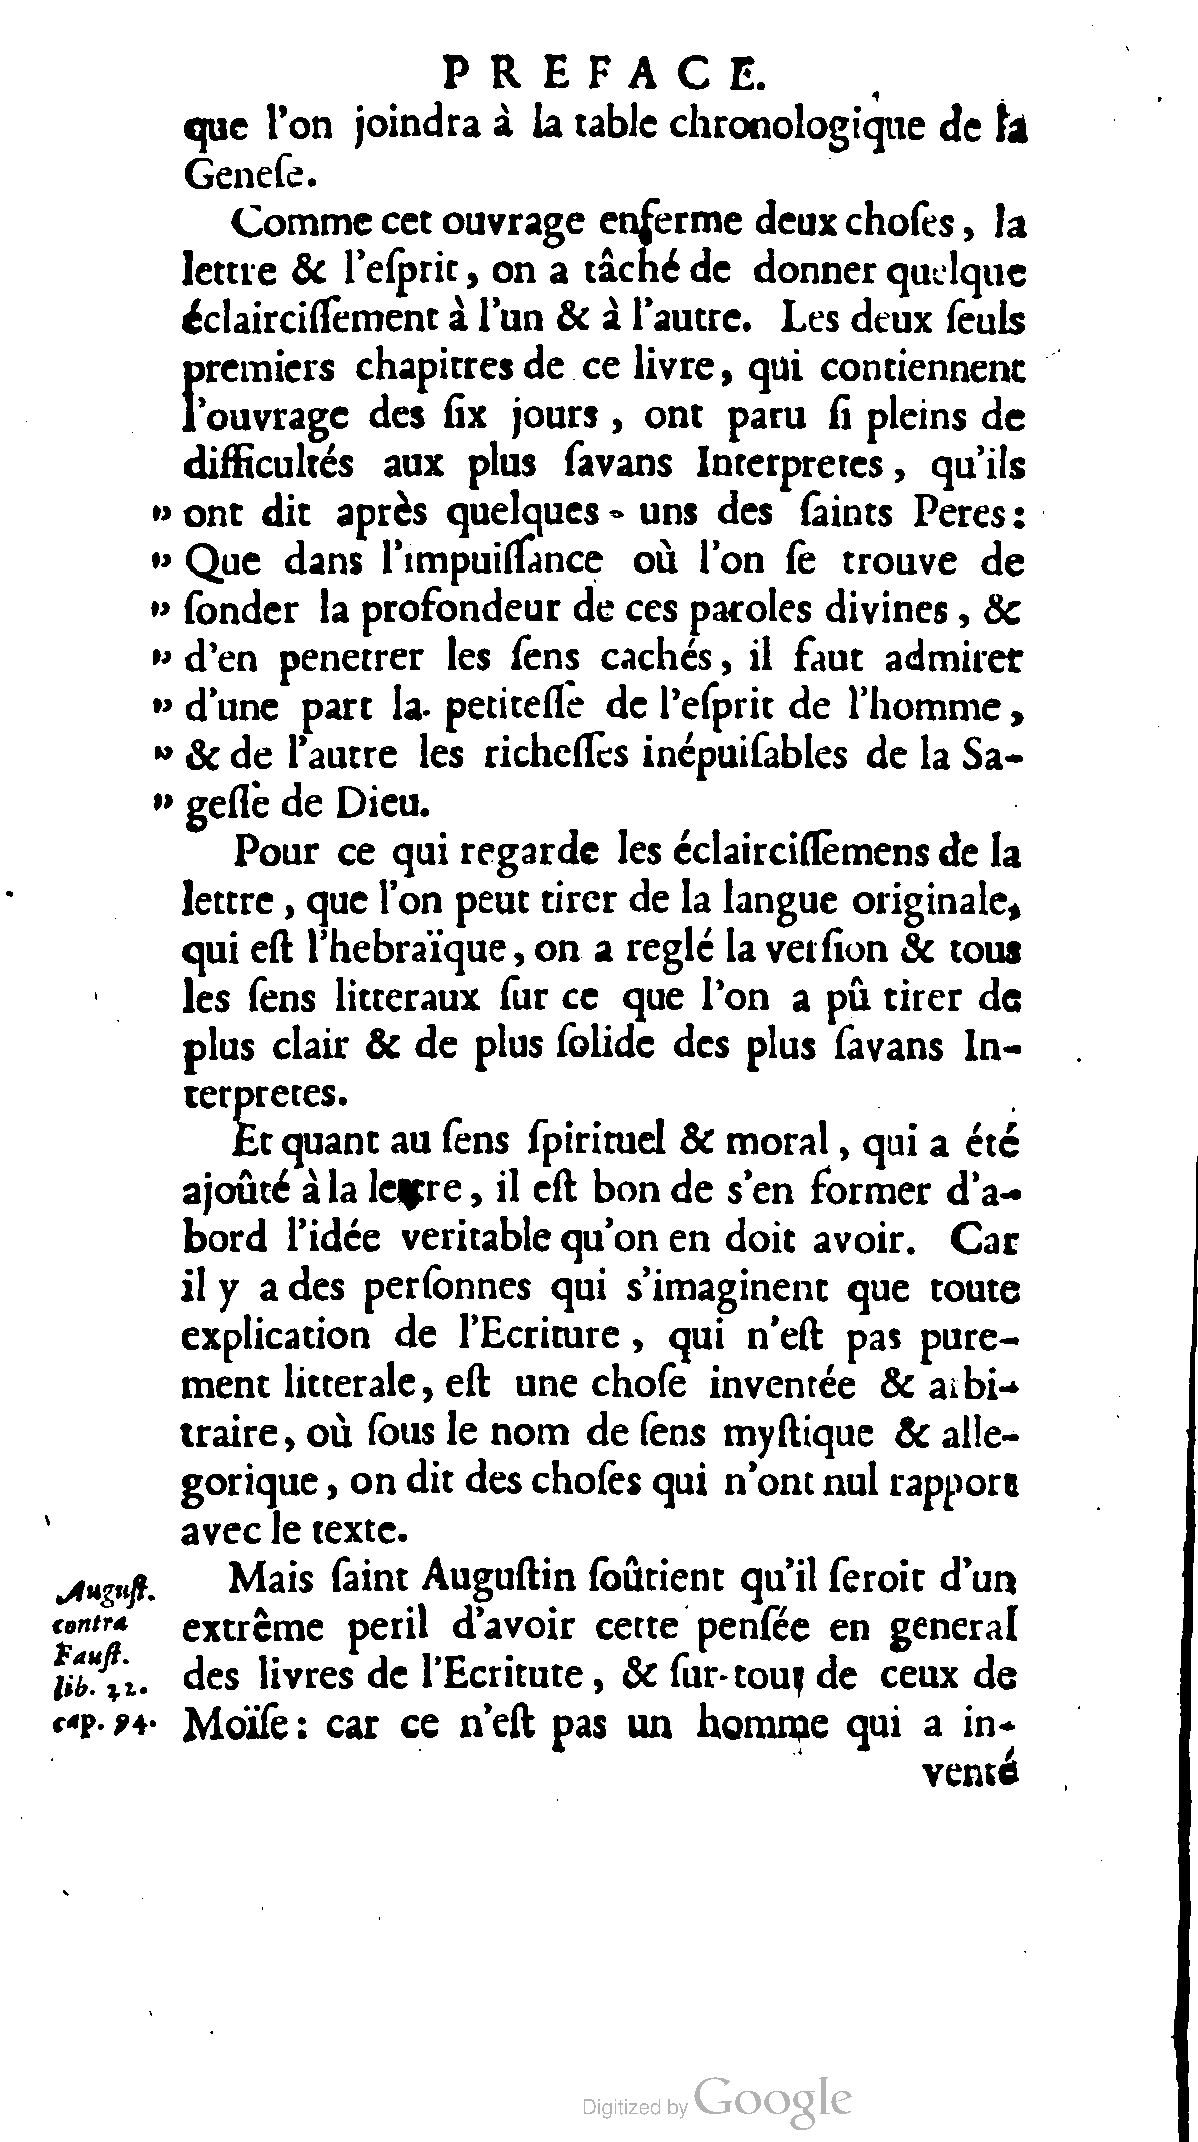 PREFACE.
que l'on joindra à la table chronologique de la
Geneſe.
Comme cet ouvrage enferme deux choſes, la
lettre & l'eſprit, on a tâché de donner quelque
éclairciſſement à l'un & à l'autre. Les deux ſeuls
premiers chapitres de ce livre, qui contiennent
l'ouvrage des ſix jours, ont paru ſi pleins de
difficultés aux plus ſavans Interpretes, qu'ils
" ont dit après quelques-uns des ſaints Peres:
" Que dans l'impuiſſance où l'on ſe trouve de
" ſonder la profondeur de ces paroles divines, &
" d'en penetrer les ſens cachés, il faut admirer
" d'une part la petiteſſe de l'eſprit de l'homme,
" & de l'autre les richeſſes inépuiſables de la Sa-
" geſſe de Dieu.
Pour ce qui regarde les éclairciſſemens de la
lettre, que l'on peut tirer de la langue originale,
qui eſt l'hebraïque, on a reglé la verſion & tous
les ſens litteraux ſur ce que l'on a pû tirer de
plus clair & de plus ſolide des plus ſavans In-
terpretes.
Et quant au ſens ſpirituel & moral, qui a été
ajoûté à la lettre, il eſt bon de s'en former d'a-
bord l'idée veritable qu'on en doit avoir. Car
il y a des perſonnes qui s'imaginent que toute
explication de l'Ecriture, qui n'eſt pas pure-
ment litterale, eſt une choſe inventée & arbi-
traire, où ſous le nom de ſens myſtique & alle-
gorique, on dit des choſes qui n'ont nul rapport
avec le texte.
Mais ſaint Auguſtin ſoûtient qu'il ſeroit d'un
extrême peril d'avoir cette penſée en general
des livres de l'Ecritute, & ſur-tout de ceux de
Moïſe: car ce n'eſt pas un homme qui a in-
venté
Auguſt.
contra
Fauſt.
lib. 22.
cap. 94.
Digitized by Google